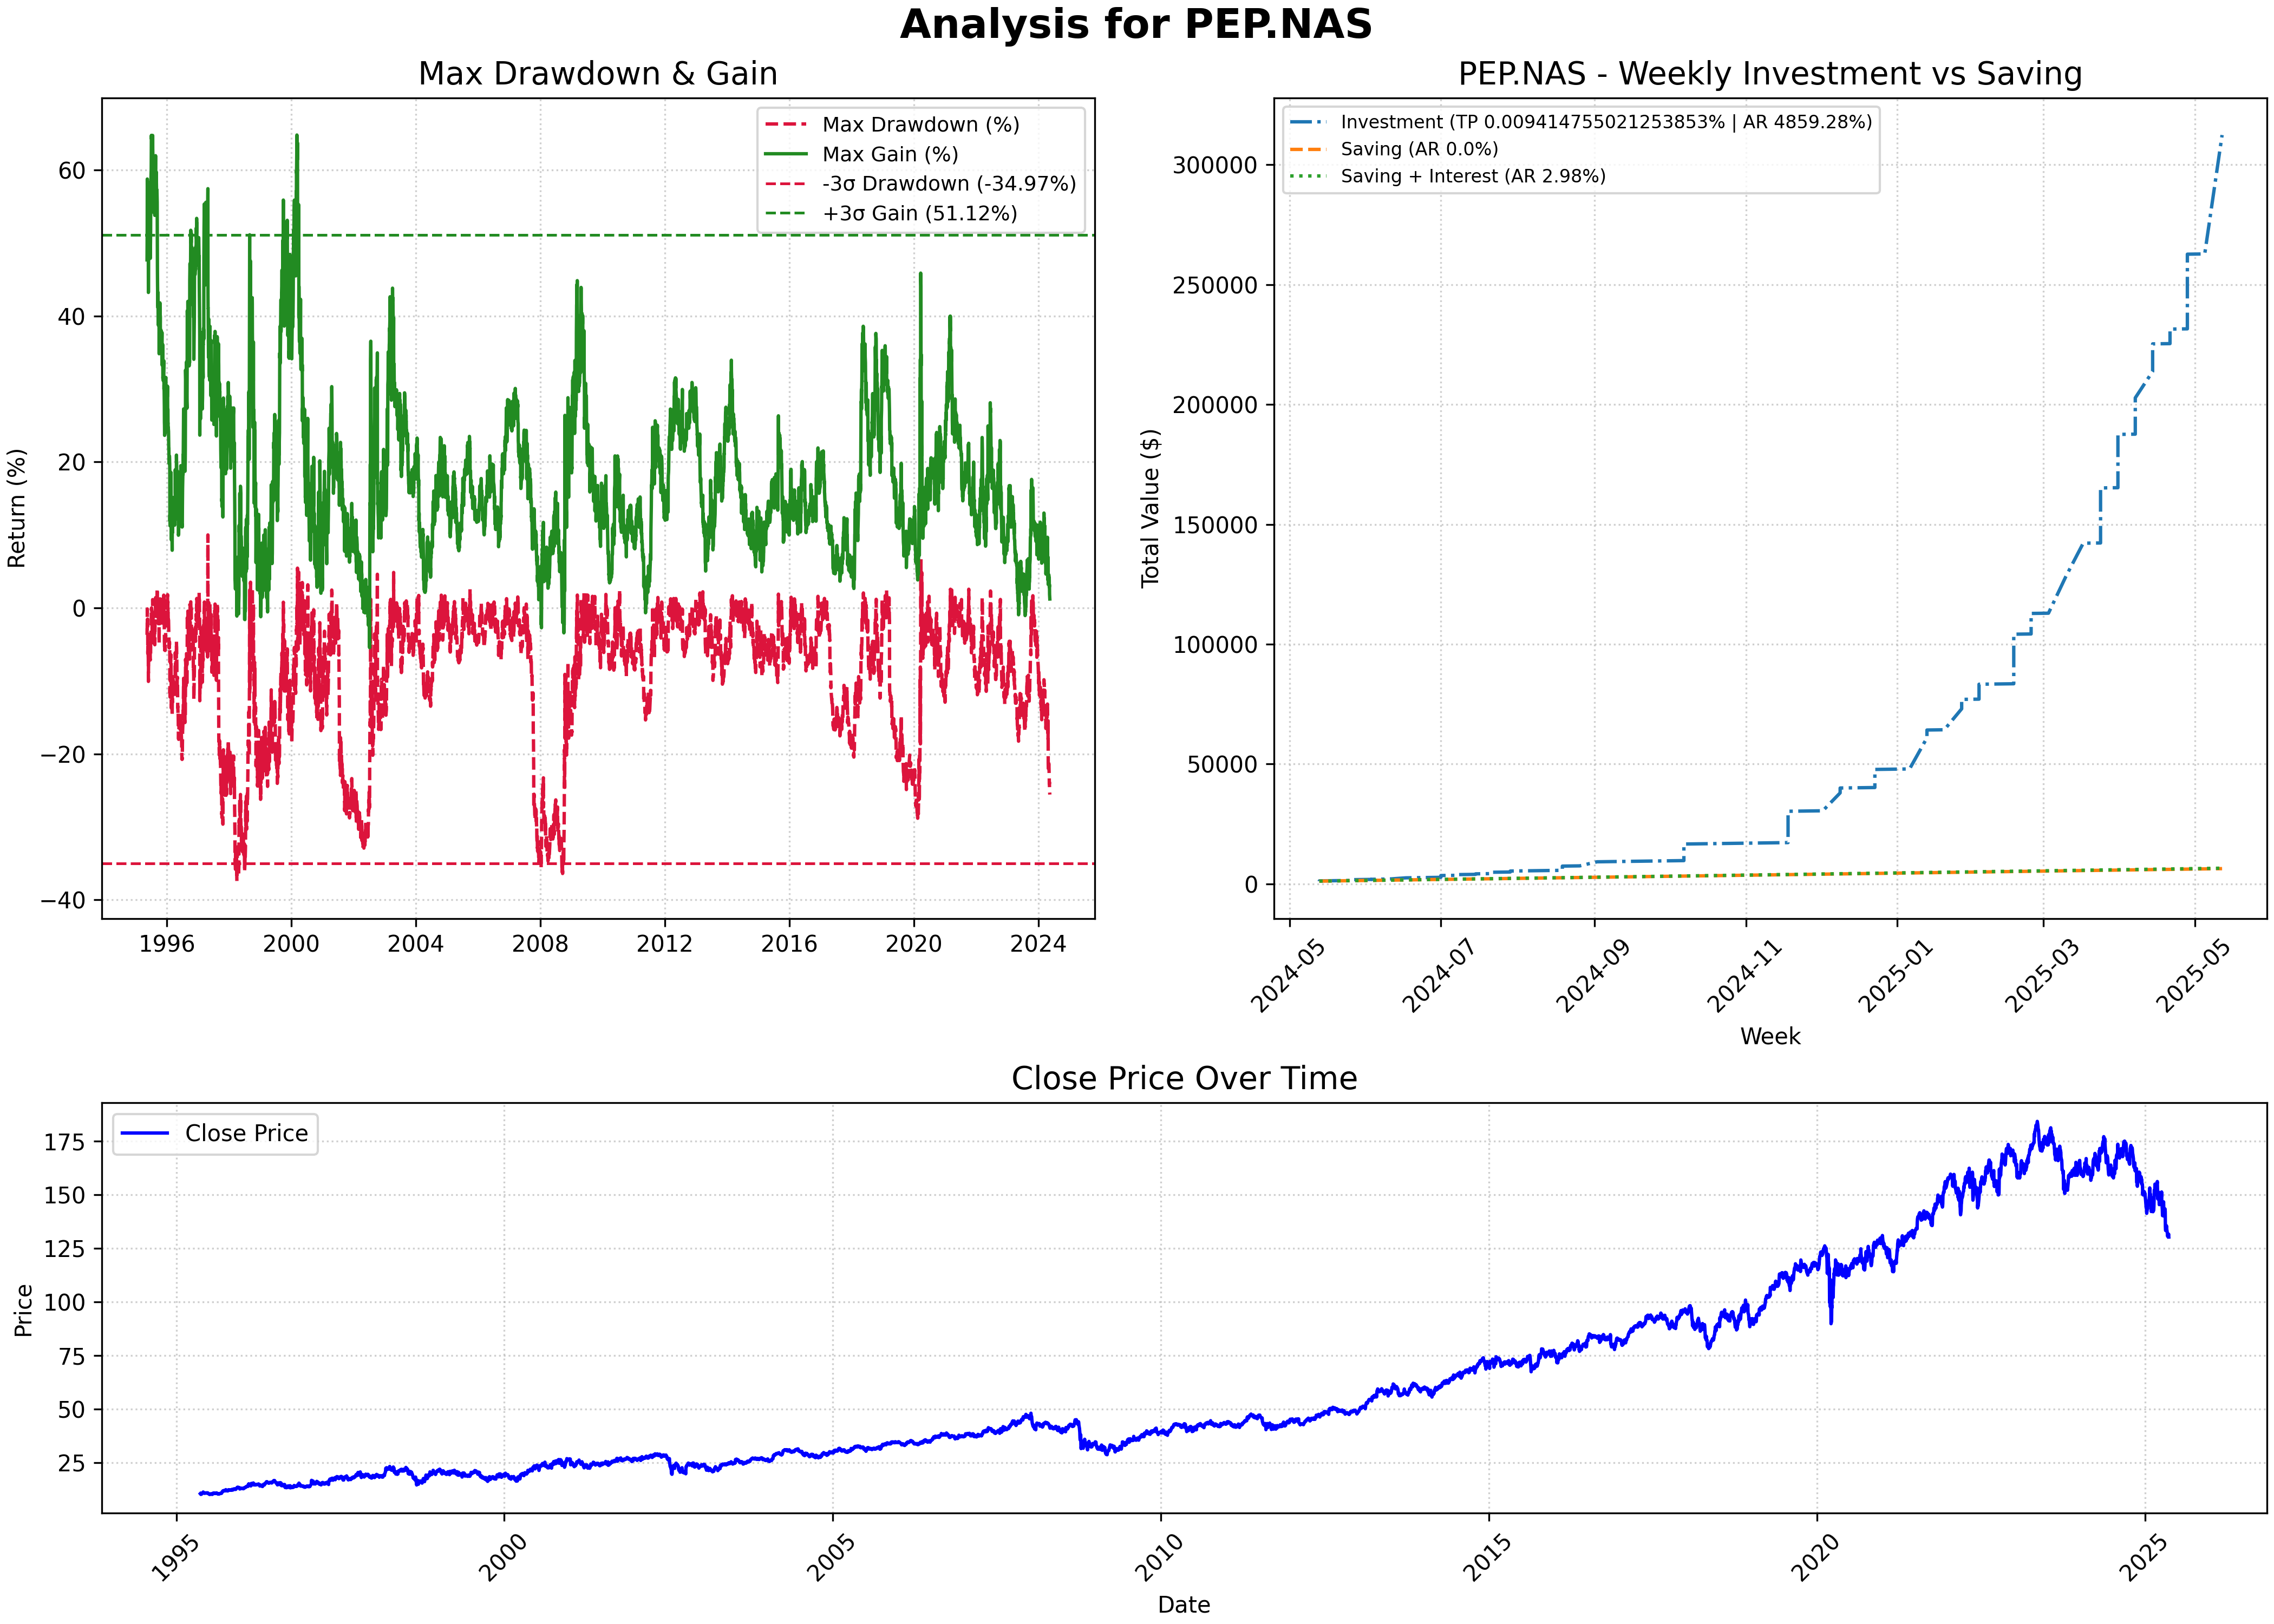 Analysis for PEP.NAS
Max Drawdown & Gain
Return (%)
60
40
20
0
−20
−40
1996
2000
2004
2008
2012
2016
2020
2024
Max Drawdown (%)
Max Gain (%)
-3σ Drawdown (-34.97%)
+3σ Gain (51.12%)
PEP.NAS - Weekly Investment vs Saving
Total Value ($)
300000
250000
200000
150000
100000
50000
0
2024-05
2024-07
2024-09
2024-11
2025-01
2025-03
2025-05
Week
Investment (TP 0.009414755021253853% | AR 4859.28%)
Saving (AR 0.0%)
Saving + Interest (AR 2.98%)
Close Price Over Time
Close Price
Price
175
150
125
100
75
50
25
1995
2000
2005
2010
2015
2020
2025
Date